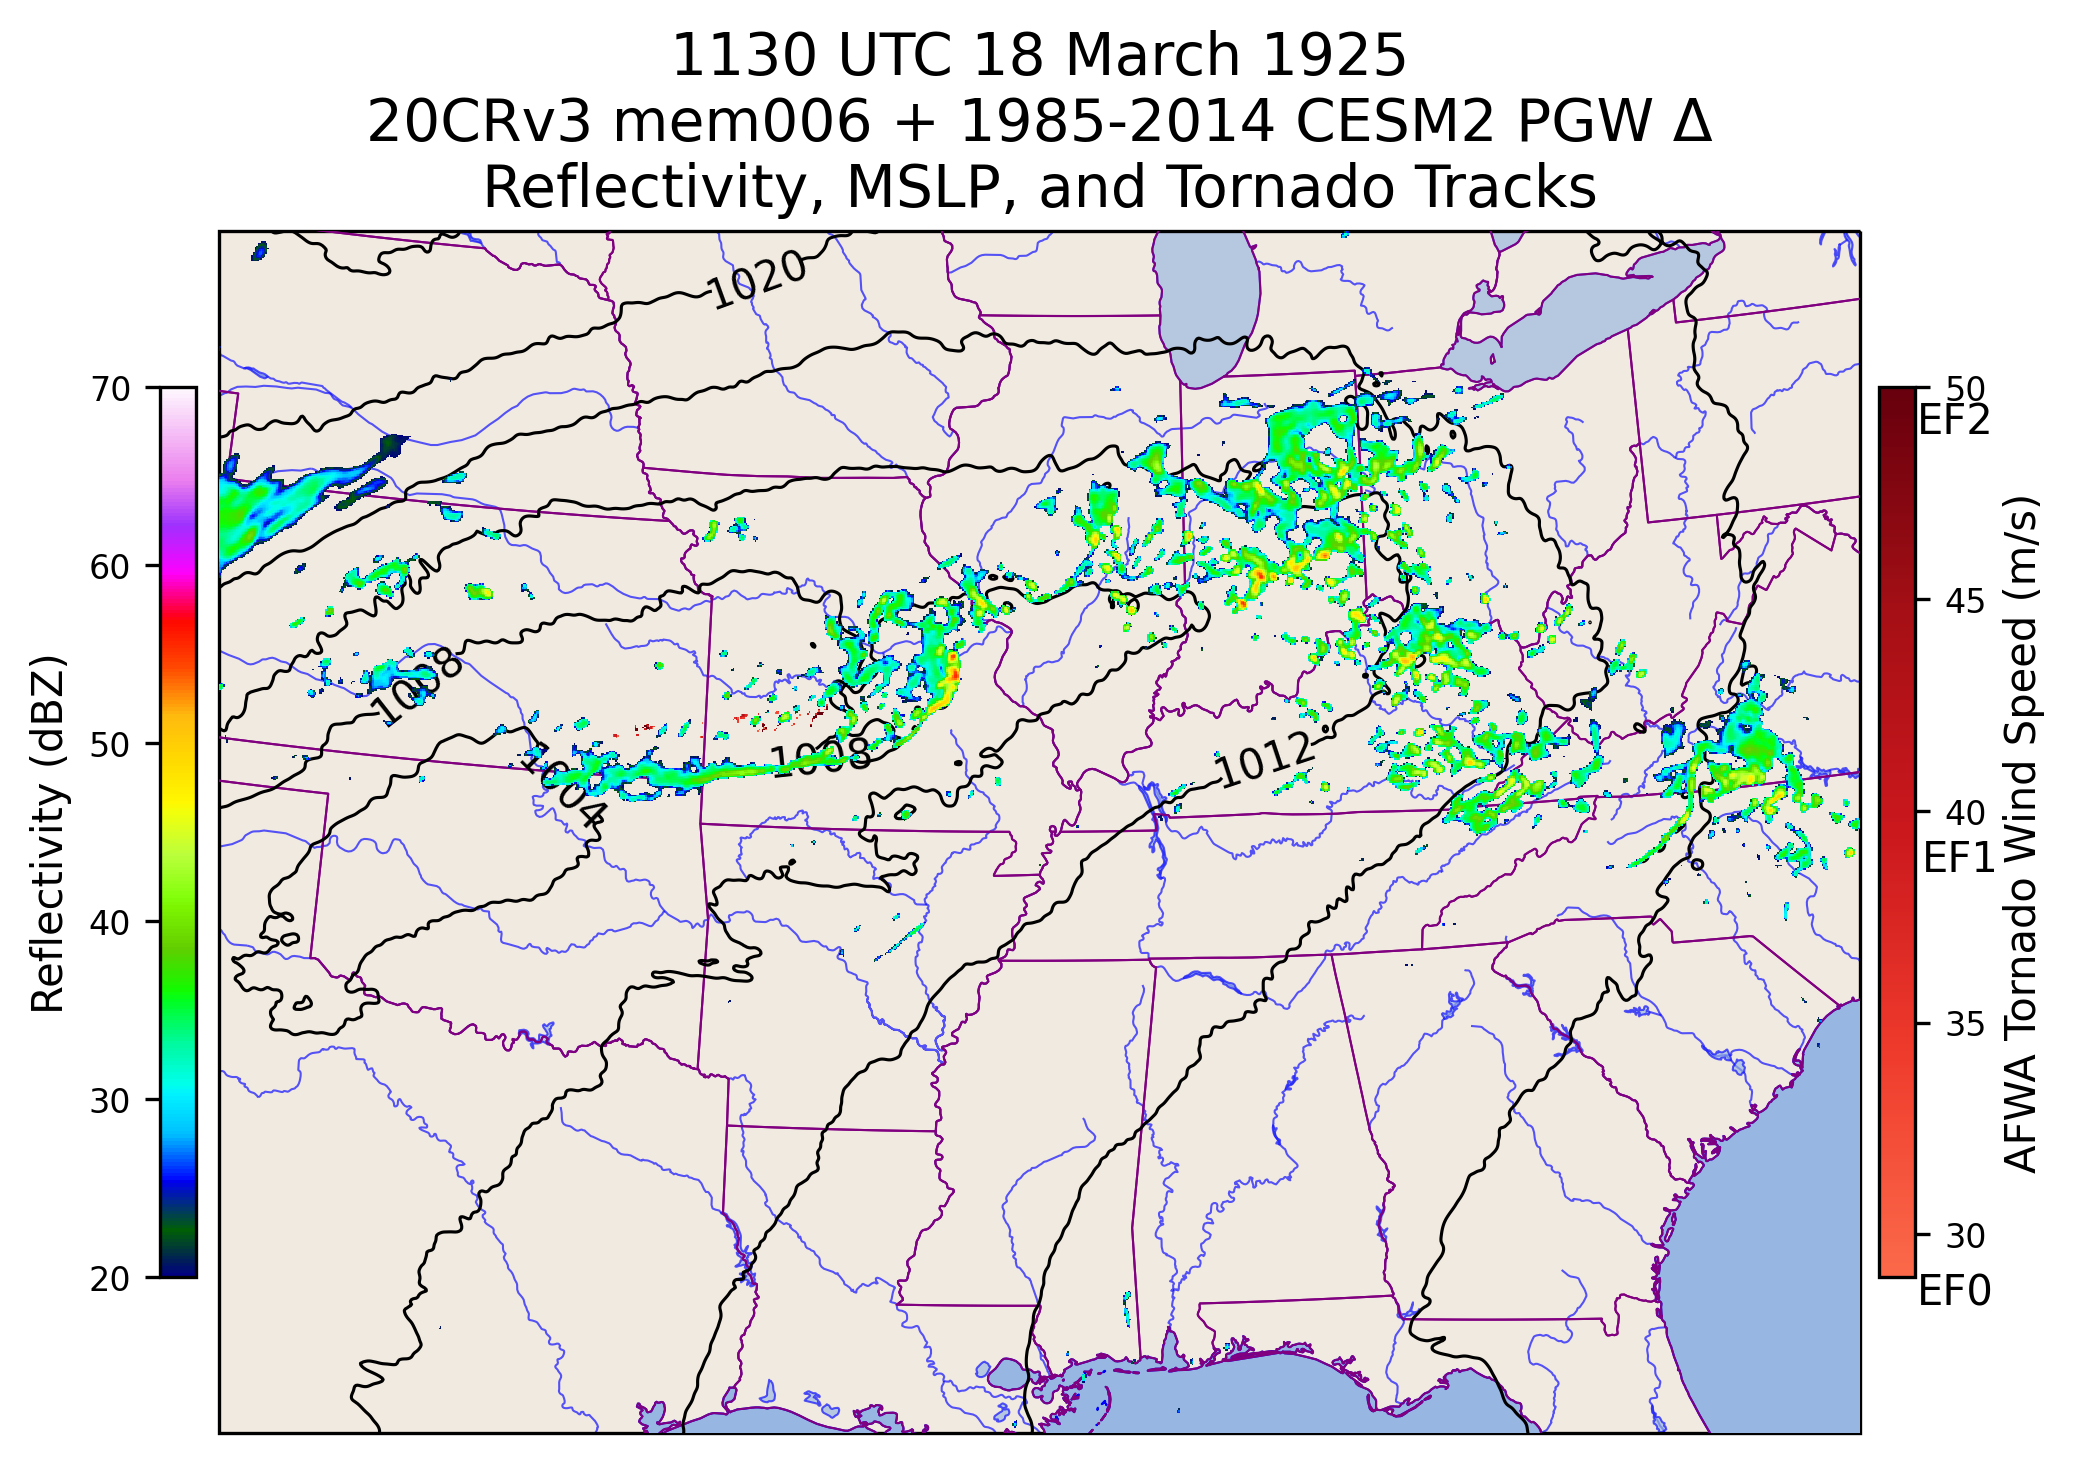 1130 UTC 18 March 1925
20CRv3 mem006 + 1985-2014 CESM2 PGW Δ
Reflectivity, MSLP, and Tornado Tracks
1020
1008
1004
1008
1012
70
60
50
40
30
20
Reflectivity (dBZ)
50
EF2
45
40
EF1
35
30
EF0
AFWA Tornado Wind Speed (m/s)